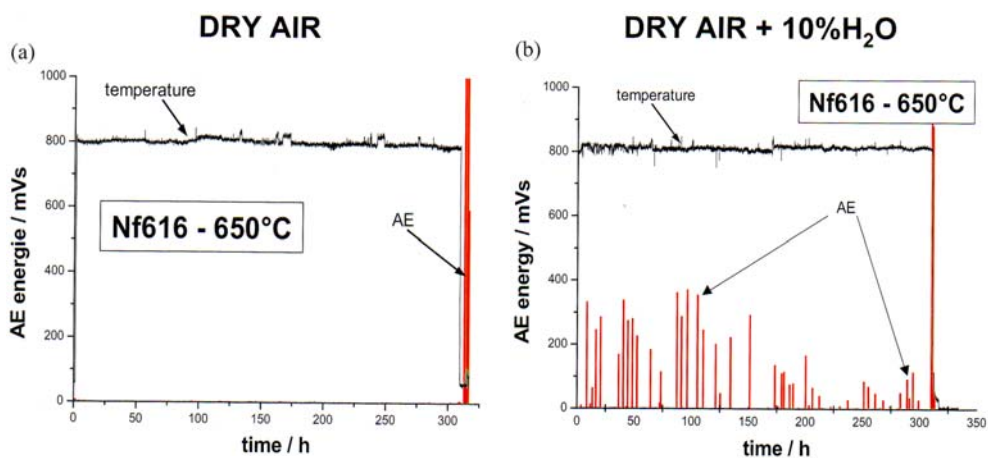 DRY AIR
(a)
AE energie / mVs
1000
800
600
400
200
0
temperature
Nf616 - 650°C
AE
0 50 100 150 200 250 300
time / h
DRY AIR + 10%H₂O
(b)
AE energy / mVs
1000
800
600
400
200
0
temperature
Nf616 - 650°C
AE
0 50 100 150 200 250 300 350
time / h